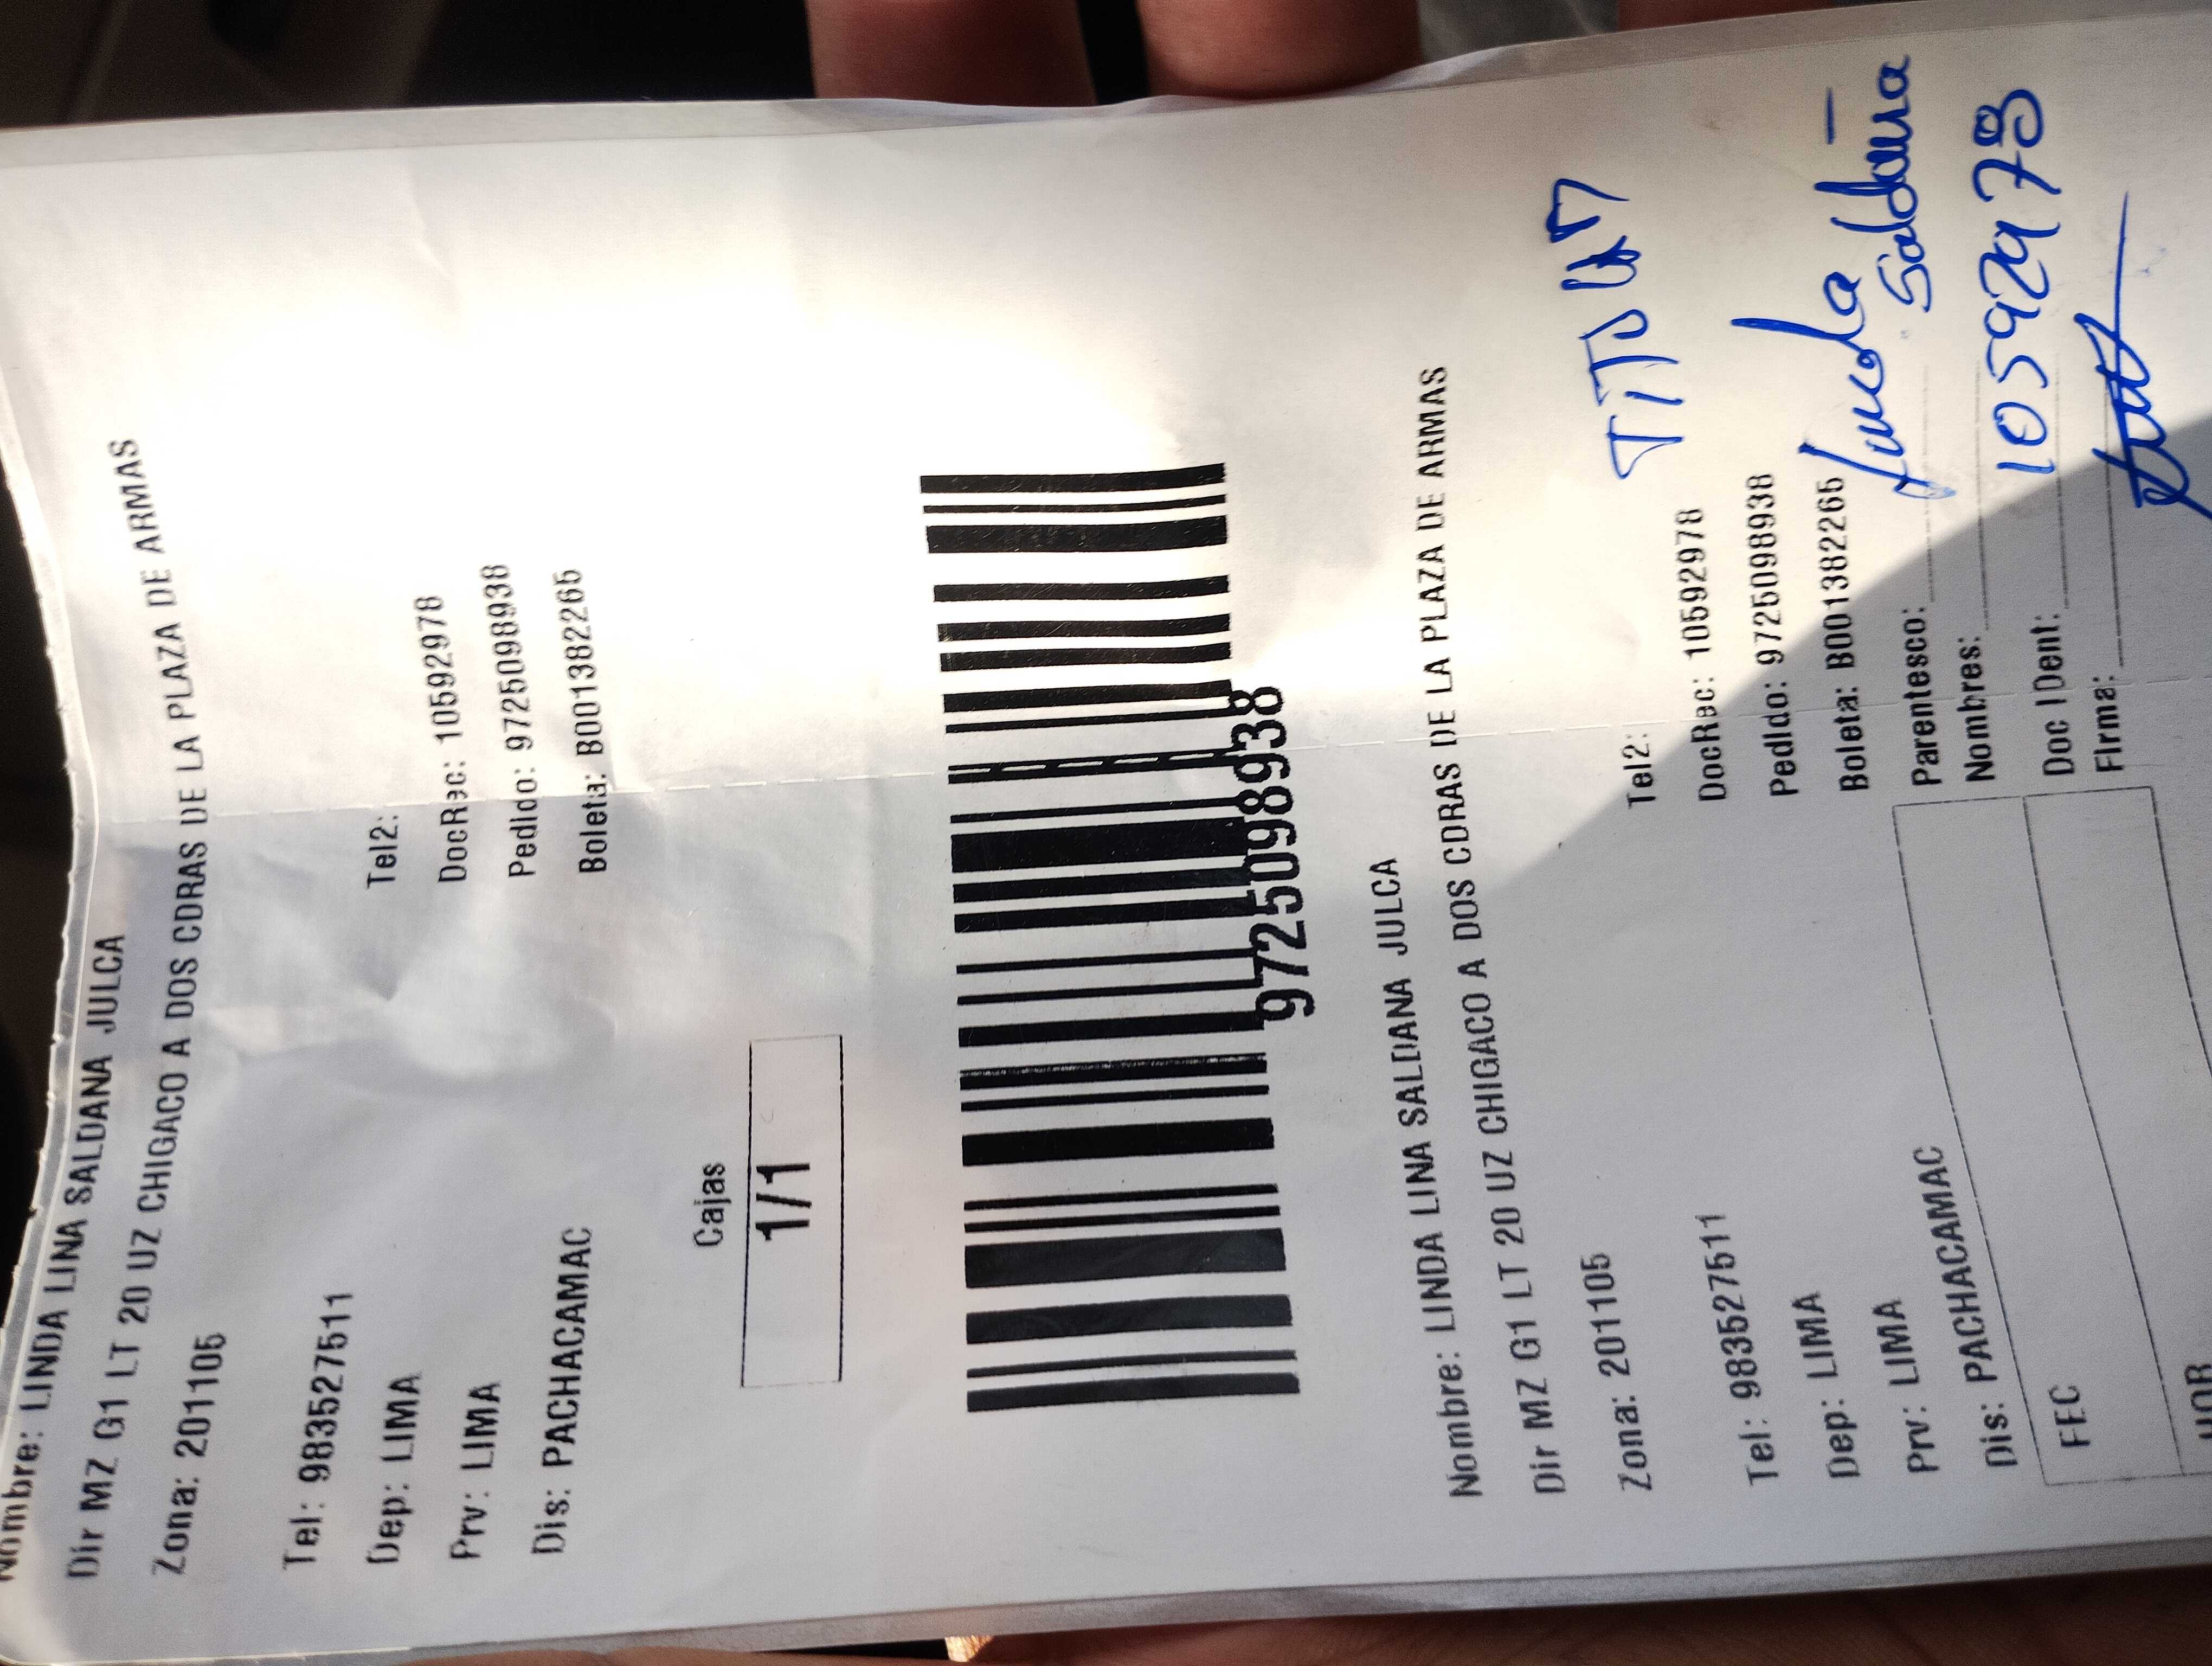 Nombre: LINDA LINA SALDANA JULCA
Dir MZ G1 LT 20 UZ CHIGACO A DOS CDRAS DE LA PLAZA DE ARMAS
Zona: 201105
Tel: 983527511 Tel2:
Dep: LIMA DocRec: 10592978
Prv: LIMA Pedido: 9725098938
Dis: PACHACAMAC Boleta: B001382265
Cajas
1/1
9725098938
Nombre: LINDA LINA SALDANA JULCA
Dir MZ G1 LT 20 UZ CHIGACO A DOS CDRAS DE LA PLAZA DE ARMAS
Zona: 201105
Tel: 983527511 Tel2:
Dep: LIMA DocRec: 10592978
Prv: LIMA Pedido: 9725098938
Dis: PACHACAMAC Boleta: B001382265
Parentesco:
Nombres: Saldaña
Doc IDent: 10592978
FIrma:
FEC
HOR